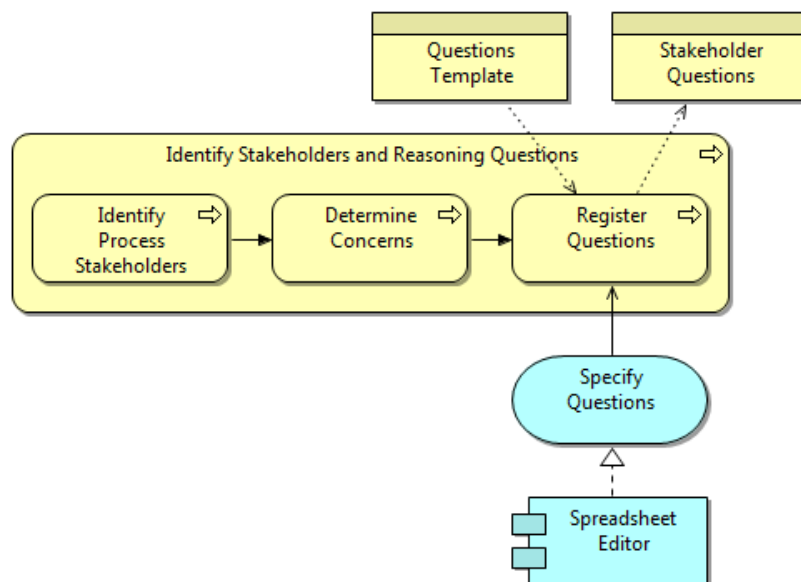 Questions
Template
Stakeholder
Questions
Identify Stakeholders and Reasoning Questions
Identify
Process
Stakeholders
Determine
Concerns
Register
Questions
Specify
Questions
Spreadsheet
Editor